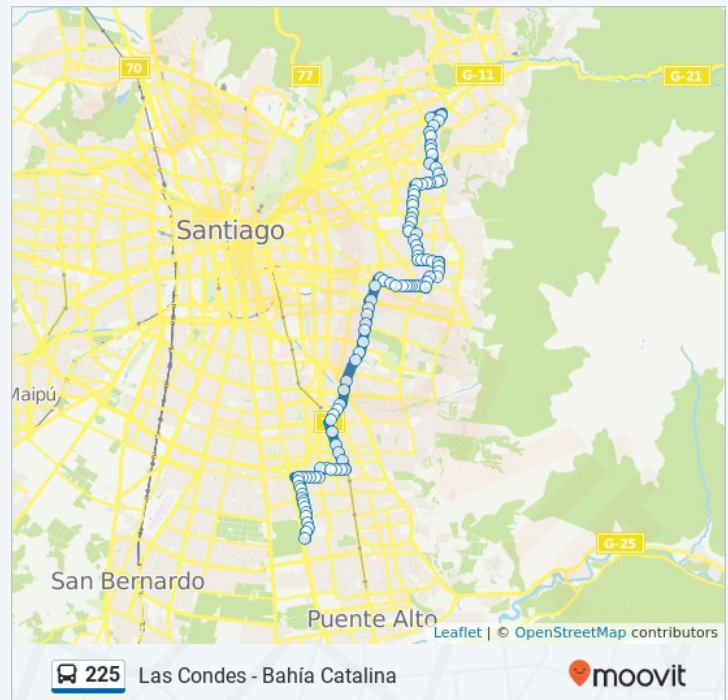 70
77
G-11
G-21
Santiago
Maipú
G-25
San Bernardo
Puente Alto
Leaflet | © OpenStreetMap contributors
225 Las Condes - Bahía Catalina
moovit